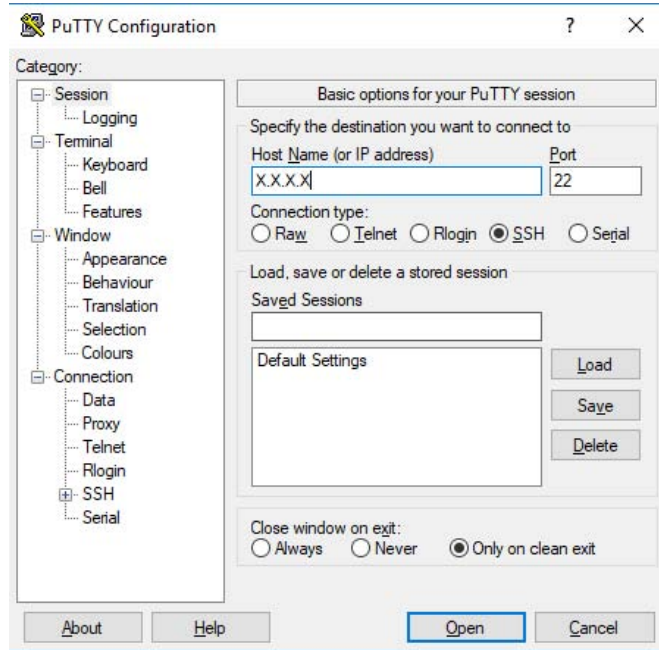 PuTTY Configuration
?
Category:
Session
Logging
Terminal
Keyboard
Bell
Features
Window
Appearance
Behaviour
Translation
Selection
Colours
Connection
Data
Proxy
Telnet
Rlogin
SSH
Serial
Basic options for your PuTTY session
Specify the destination you want to connect to
Host Name (or IP address) Port
X.X.X.X 22
Connection type:
Raw Telnet Rlogin SSH Serial
Load, save or delete a stored session
Saved Sessions
Default Settings
Load
Save
Delete
Close window on exit:
Always Never Only on clean exit
About Help Open Cancel